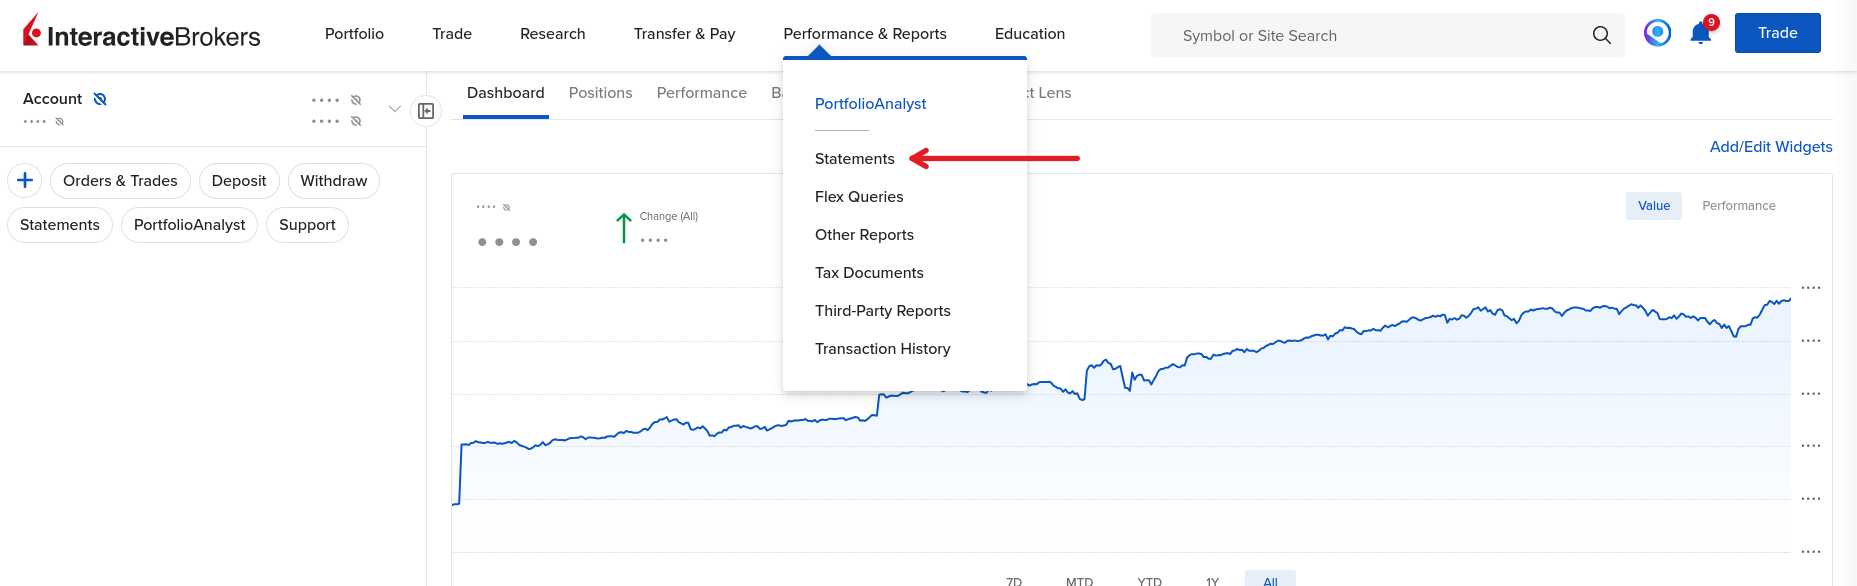 InteractiveBrokers
Portfolio Trade Research Transfer & Pay Performance & Reports Education
Symbol or Site Search
9
Trade
Account
Dashboard Positions Performance
ct Lens
PortfolioAnalyst
Statements
Flex Queries
Other Reports
Tax Documents
Third-Party Reports
Transaction History
Add/Edit Widgets
Orders & Trades Deposit Withdraw
Statements PortfolioAnalyst Support
Change (All)
Value Performance
7D MTD YTD 1Y All